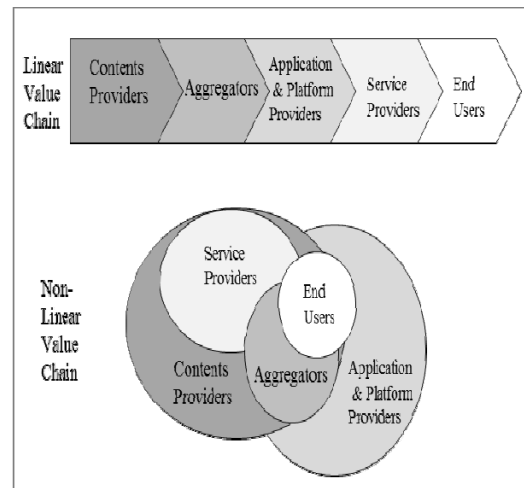 Linear
Value
Chain
Contents
Providers
Aggregators
Application
& Platform
Providers
Service
Providers
End
Users
Non-
Linear
Value
Chain
Service
Providers
End
Users
Contents
Providers
Aggregators
Application
& Platform
Providers